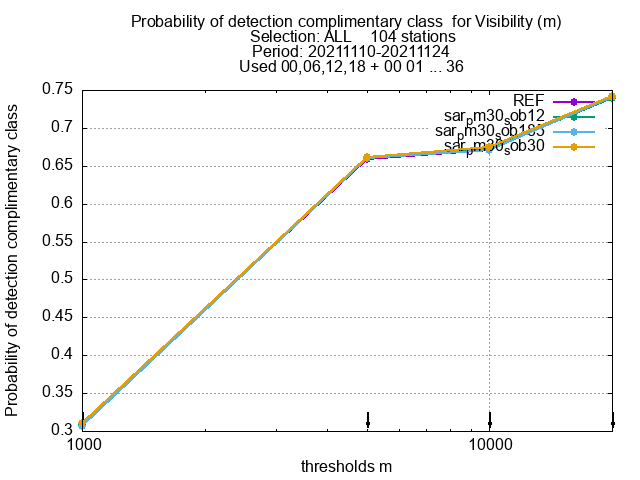 Probability of detection complimentary class  for Visibility (m)
Selection: ALL    104 stations
Period: 20211110-20211124
Used 00,06,12,18 + 00 01 ... 36
Probability of detection complimentary class
0.75
0.7
0.65
0.6
0.55
0.5
0.45
0.4
0.35
0.3
REF
sarpm30sob12
sarpm30sob185
sarpm30sob30
1000
10000
thresholds m